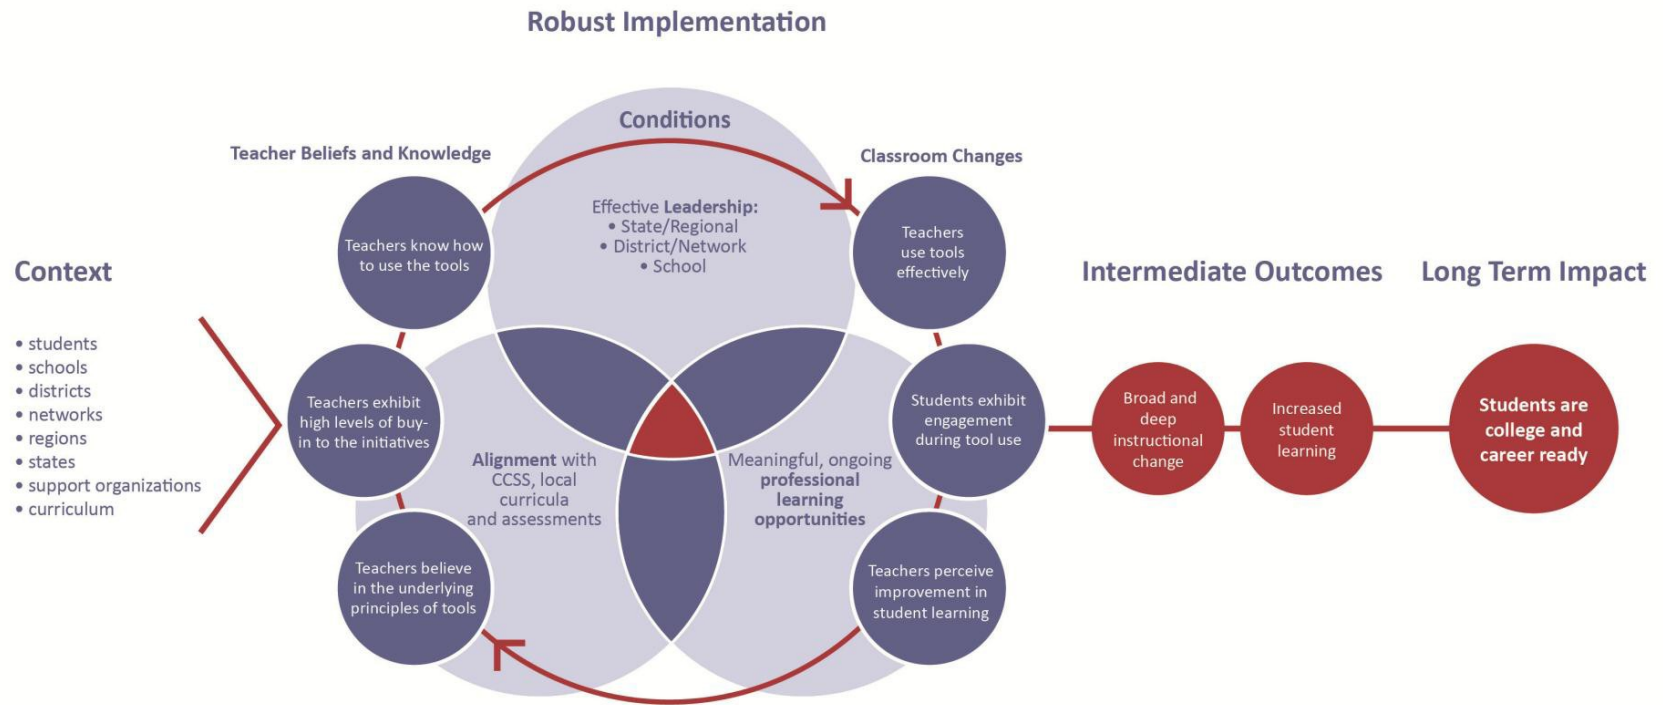 Robust Implementation
Context
• students
• schools
• districts
• networks
• regions
• states
• support organizations
• curriculum
Teacher Beliefs and Knowledge
Teachers know how
to use the tools
Teachers exhibit
high levels of buy-
in to the initiatives
Teachers believe
in the underlying
principles of tools
Conditions
Effective Leadership:
• State/Regional
• District/Network
• School
Alignment with
CCSS, local
curricula
and assessments
Meaningful, ongoing
professional
learning
opportunities
Classroom Changes
Teachers
use tools
effectively
Students exhibit
engagement
during tool use
Teachers perceive
improvement in
student learning
Intermediate Outcomes
Broad and
deep
instructional
change
Increased
student
learning
Long Term Impact
Students are
college and
career ready